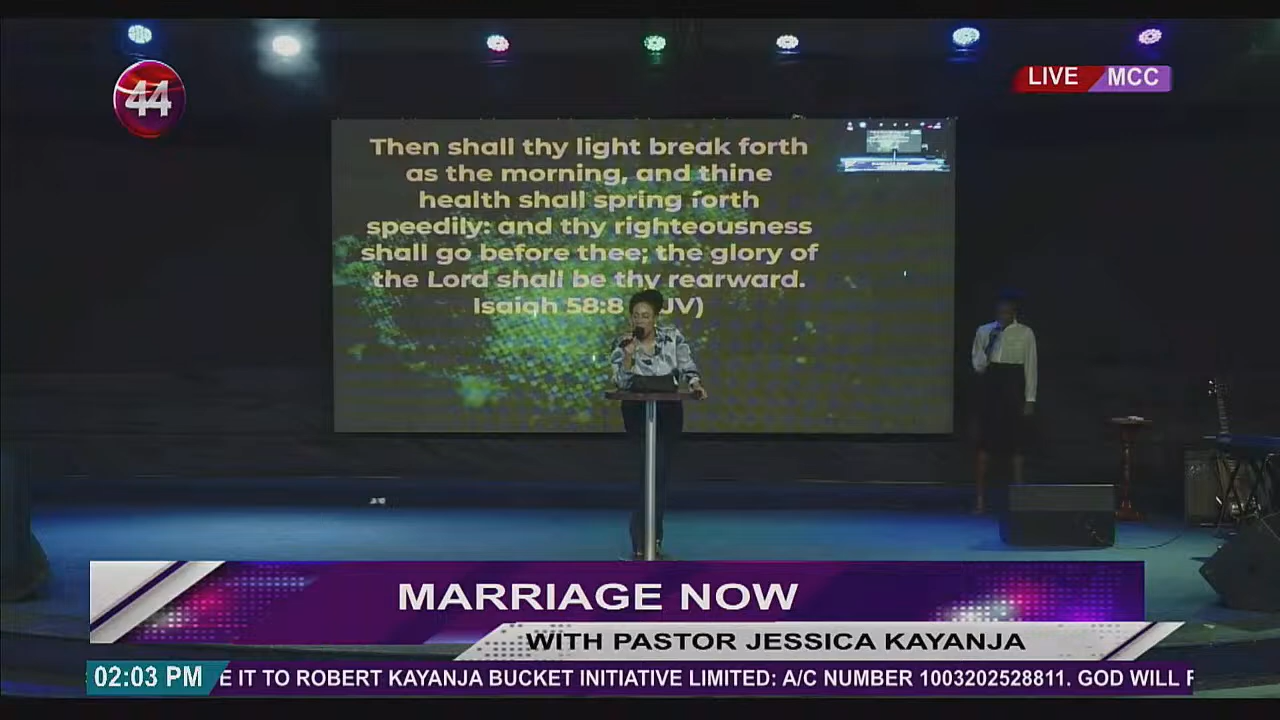 44
LIVE MCC
Then shall thy light break forth
as the morning, and thine
health shall spring forth
speedily: and thy righteousness
shall go before thee; the glory of
the Lord shall be thy rearward.
Isaiah 58:8 JV)
MARRIAGE NOW
WITH PASTOR JESSICA KAYANJA
02:03 PM E IT TO ROBERT KAYANJA BUCKET INITIATIVE LIMITED: A/C NUMBER 1003202528811. GOD WILL